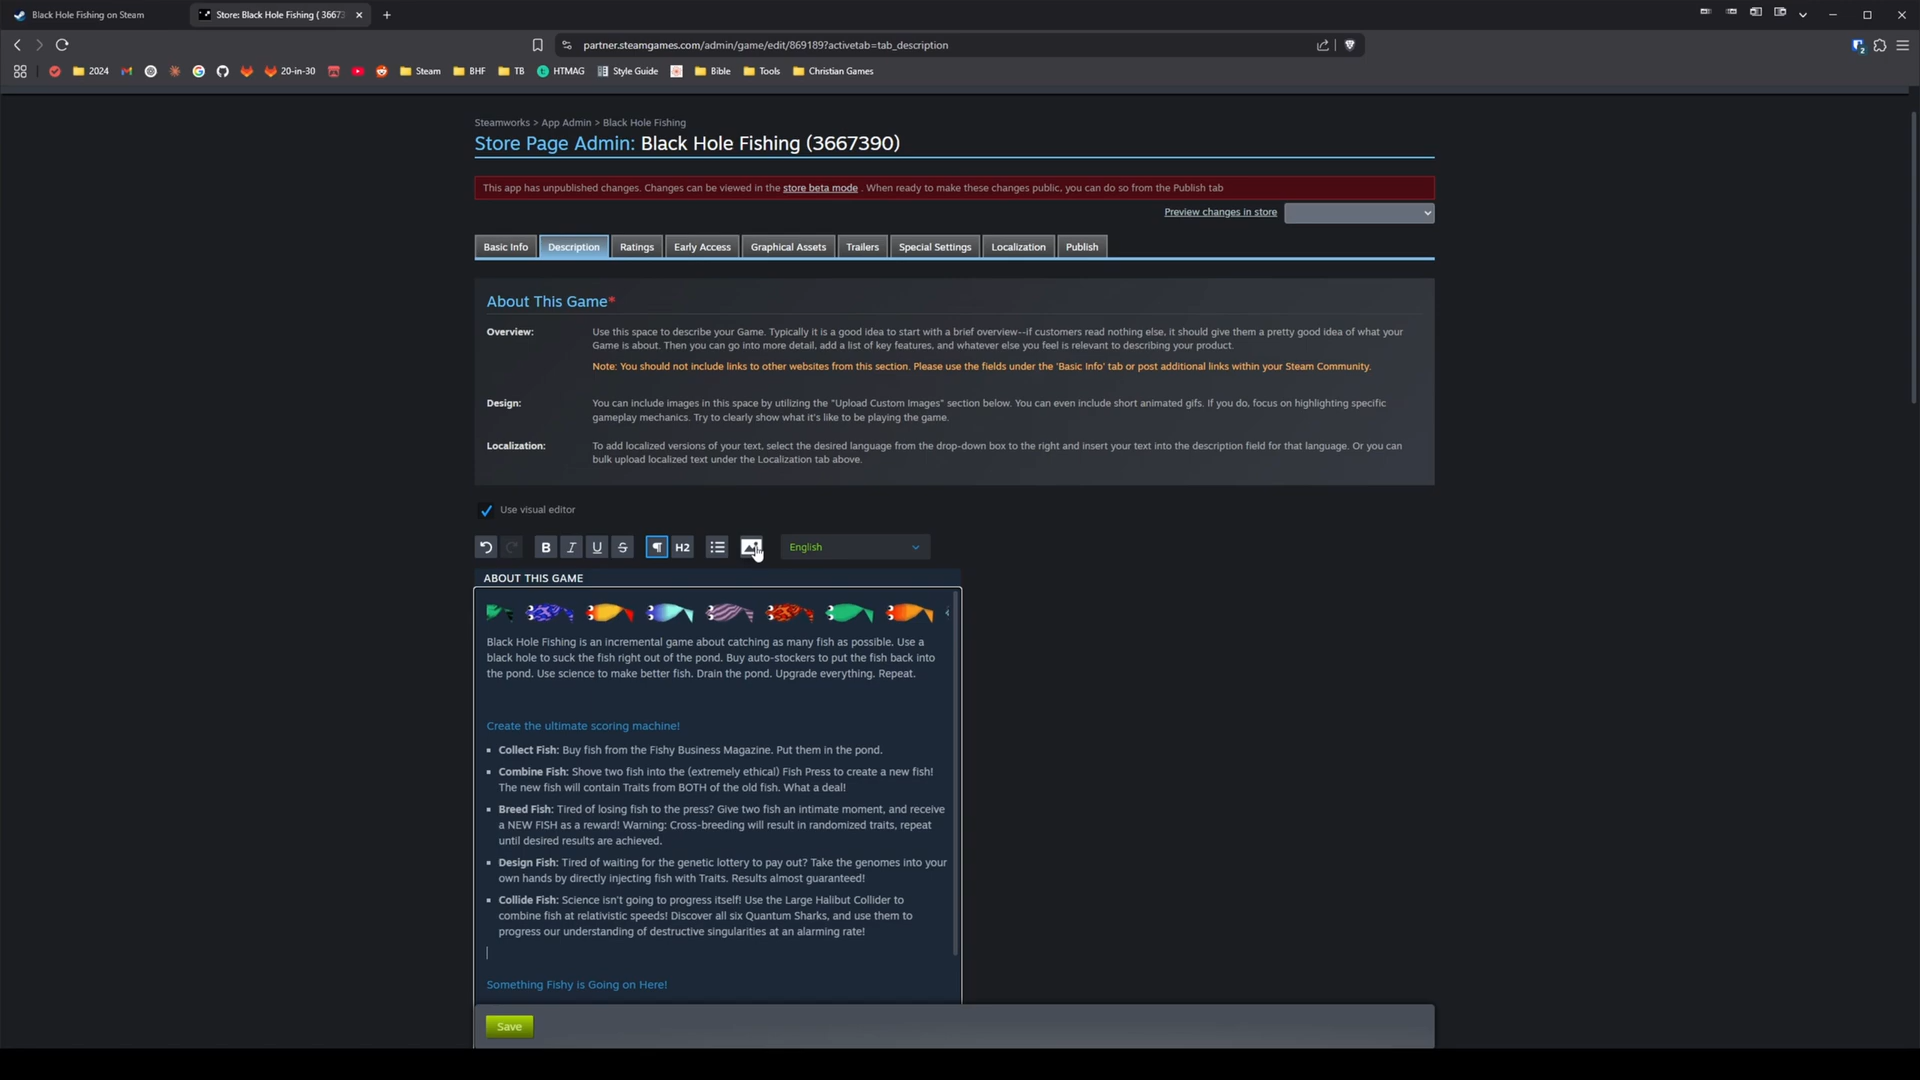 Black Hole Fishing on Steam
Store: Black Hole Fishing ( 3667
partner.steamgames.com/admin/game/edit/869189?activetab=tab_description
2024 20-in-30 Steam BHF TB HTMAG Style Guide Bible Tools Christian Games
Steamworks > App Admin > Black Hole Fishing
Store Page Admin: Black Hole Fishing (3667390)
This app has unpublished changes. Changes can be viewed in the store beta mode . When ready to make these changes public, you can do so from the Publish tab
Preview changes in store
Basic Info Description Ratings Early Access Graphical Assets Trailers Special Settings Localization Publish
About This Game*
Overview: Use this space to describe your Game. Typically it is a good idea to start with a brief overview--if customers read nothing else, it should give them a pretty good idea of what your
Game is about. Then you can go into more detail, add a list of key features, and whatever else you feel is relevant to describing your product.
Note: You should not include links to other websites from this section. Please use the fields under the 'Basic Info' tab or post additional links within your Steam Community.
Design: You can include images in this space by utilizing the "Upload Custom Images" section below. You can even include short animated gifs. If you do, focus on highlighting specific
gameplay mechanics. Try to clearly show what it's like to be playing the game.
Localization: To add localized versions of your text, select the desired language from the drop-down box to the right and insert your text into the description field for that language. Or you can
bulk upload localized text under the Localization tab above.
Use visual editor
B I U S ¶ H2 English
ABOUT THIS GAME
Black Hole Fishing is an incremental game about catching as many fish as possible. Use a
black hole to suck the fish right out of the pond. Buy auto-stockers to put the fish back into
the pond. Use science to make better fish. Drain the pond. Upgrade everything. Repeat.
Create the ultimate scoring machine!
▪ Collect Fish: Buy fish from the Fishy Business Magazine. Put them in the pond.
▪ Combine Fish: Shove two fish into the (extremely ethical) Fish Press to create a new fish!
The new fish will contain Traits from BOTH of the old fish. What a deal!
▪ Breed Fish: Tired of losing fish to the press? Give two fish an intimate moment, and receive
a NEW FISH as a reward! Warning: Cross-breeding will result in randomized traits, repeat
until desired results are achieved.
▪ Design Fish: Tired of waiting for the genetic lottery to pay out? Take the genomes into your
own hands by directly injecting fish with Traits. Results almost guaranteed!
▪ Collide Fish: Science isn't going to progress itself! Use the Large Halibut Collider to
combine fish at relativistic speeds! Discover all six Quantum Sharks, and use them to
progress our understanding of destructive singularities at an alarming rate!
Something Fishy is Going on Here!
Save